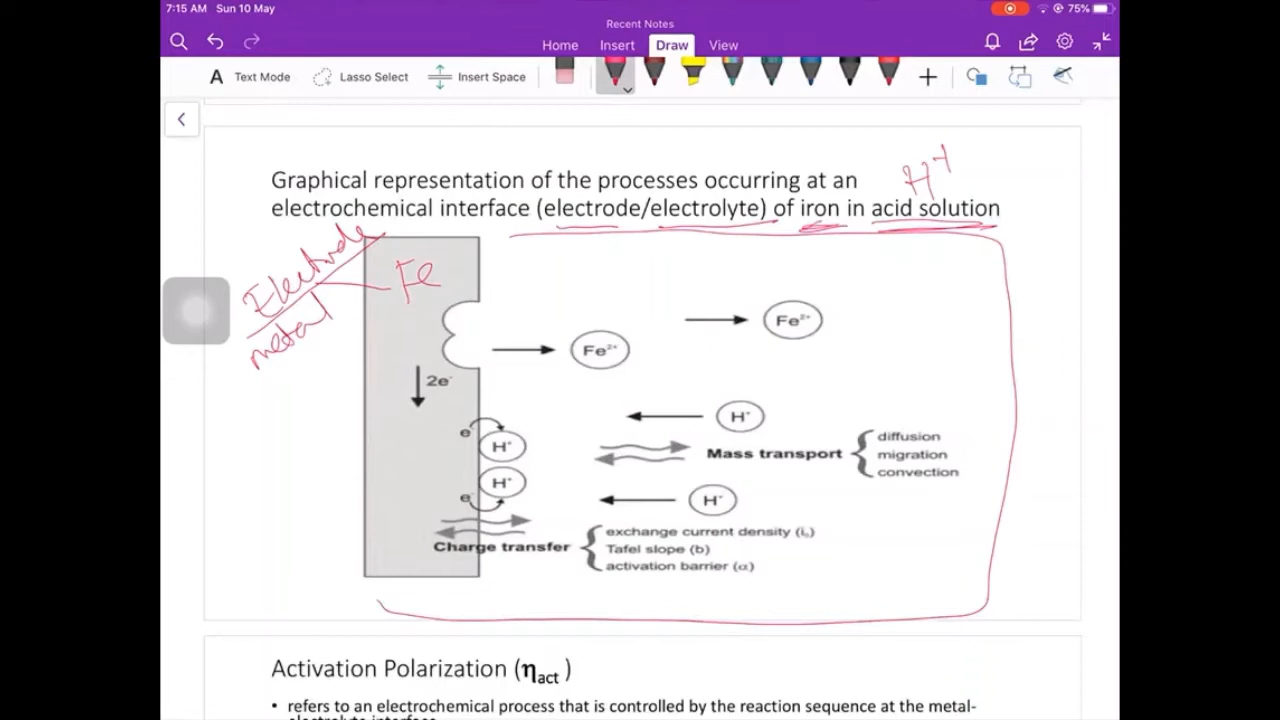 7:15 AM Sun 10 May
75%
Recent Notes
Home Insert Draw View
A Text Mode Lasso Select Insert Space
Graphical representation of the processes occurring at an
electrochemical interface (electrode/electrolyte) of iron in acid solution
H+
Electrode
metal
Fe
Fe²⁺
Fe²⁺
2e⁻
H⁺
e⁻
H⁺
diffusion
Mass transport
migration
convection
H⁺
e
H⁺
exchange current density (i₀)
Charge transfer
Tafel slope (b)
activation barrier (α)
Activation Polarization (ηact )
• refers to an electrochemical process that is controlled by the reaction sequence at the metal-
electrolyte interface